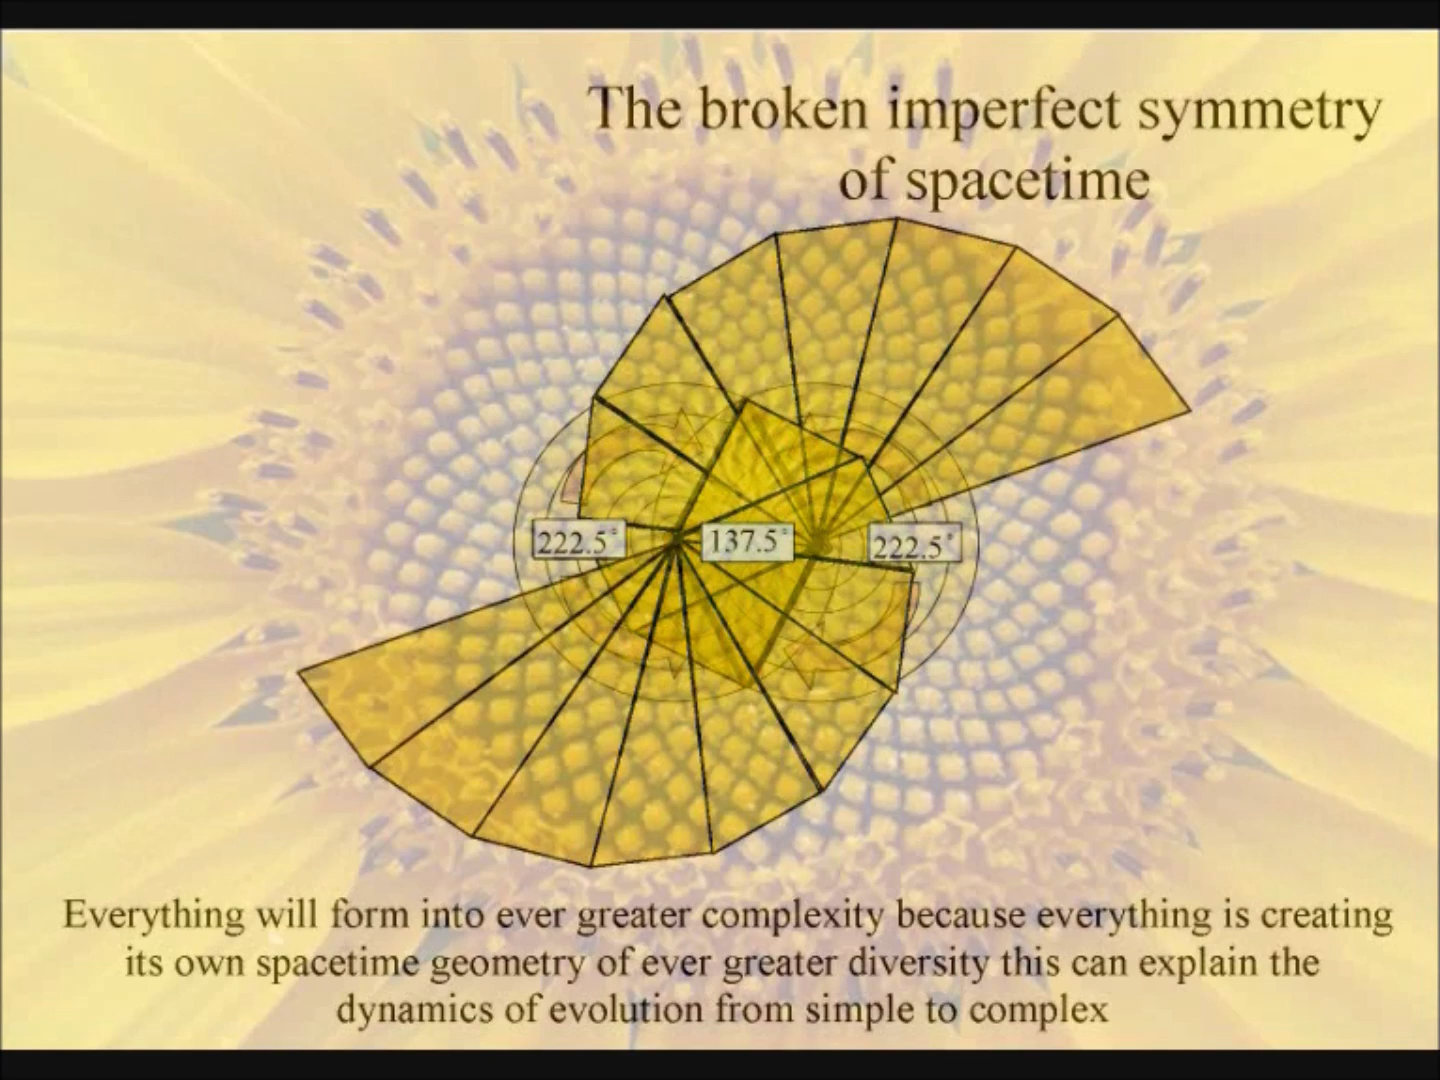 The broken imperfect symmetry
of spacetime
222.5°
137.5°
222.5°
Everything will form into ever greater complexity because everything is creating
its own spacetime geometry of ever greater diversity this can explain the
dynamics of evolution from simple to complex